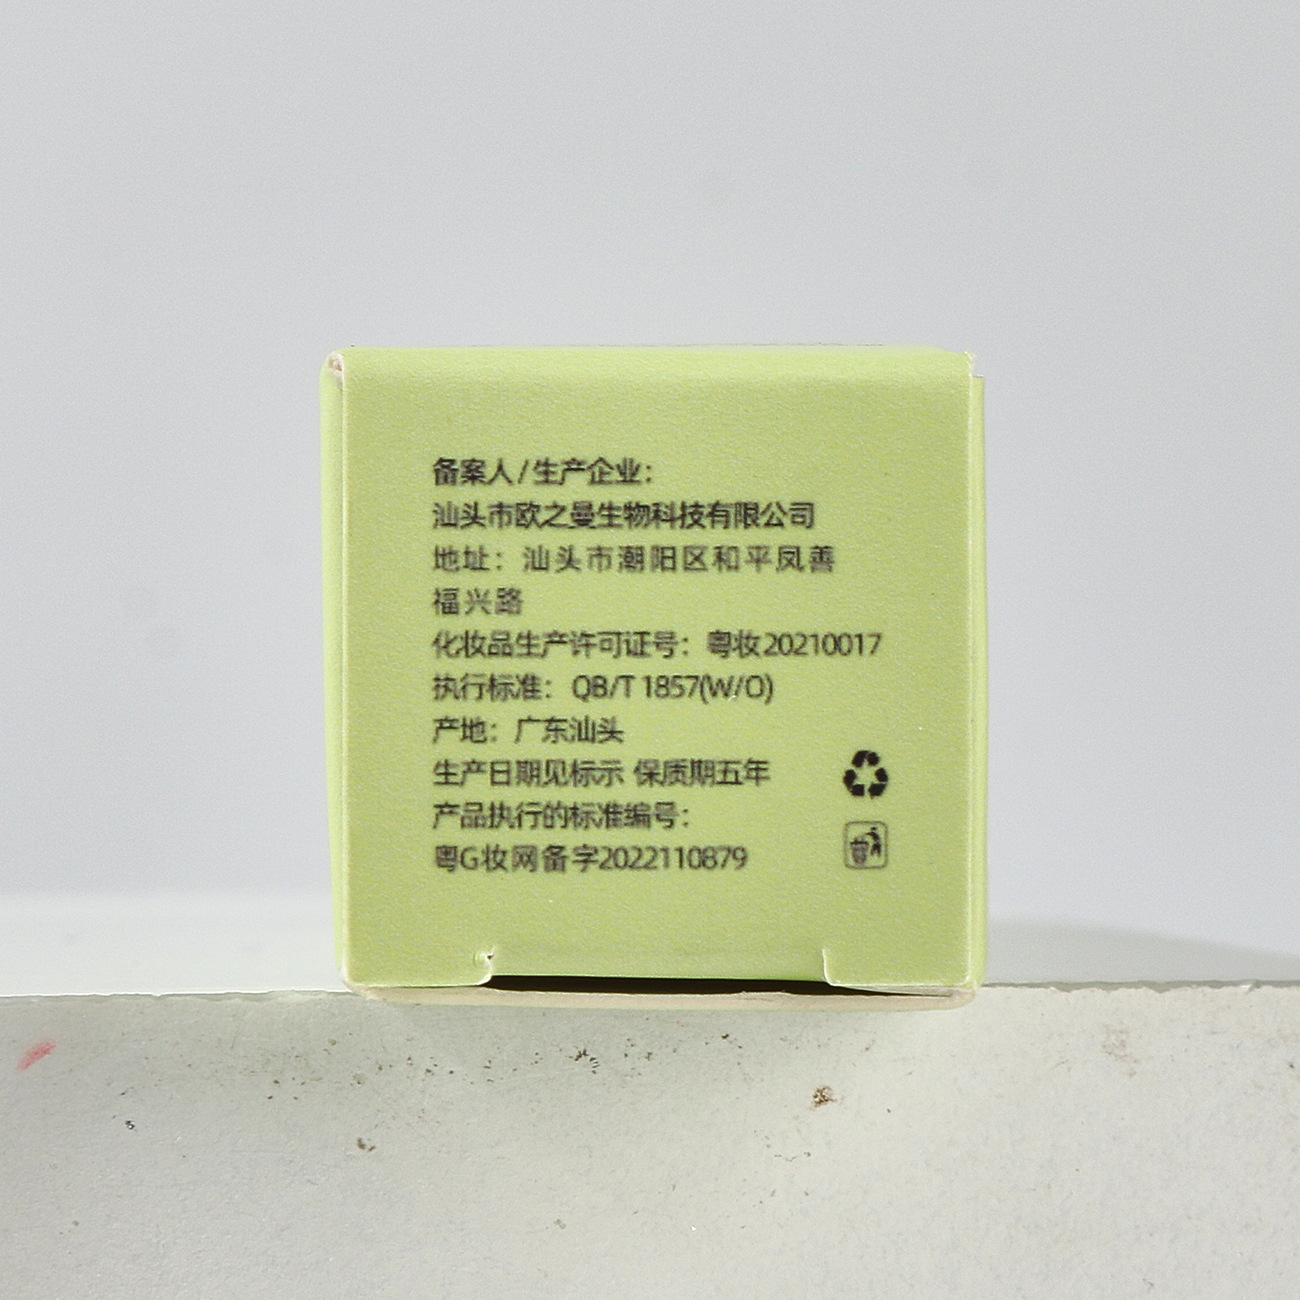 备案人/生产企业：
汕头市欧之曼生物科技有限公司
地址：汕头市潮阳区和平凤善
福兴路
化妆品生产许可证号：粤妆20210017
执行标准：QB/T 1857(W/O)
产地：广东汕头
生产日期见标示 保质期五年
产品执行的标准编号：
粤G妆网备字2022110879